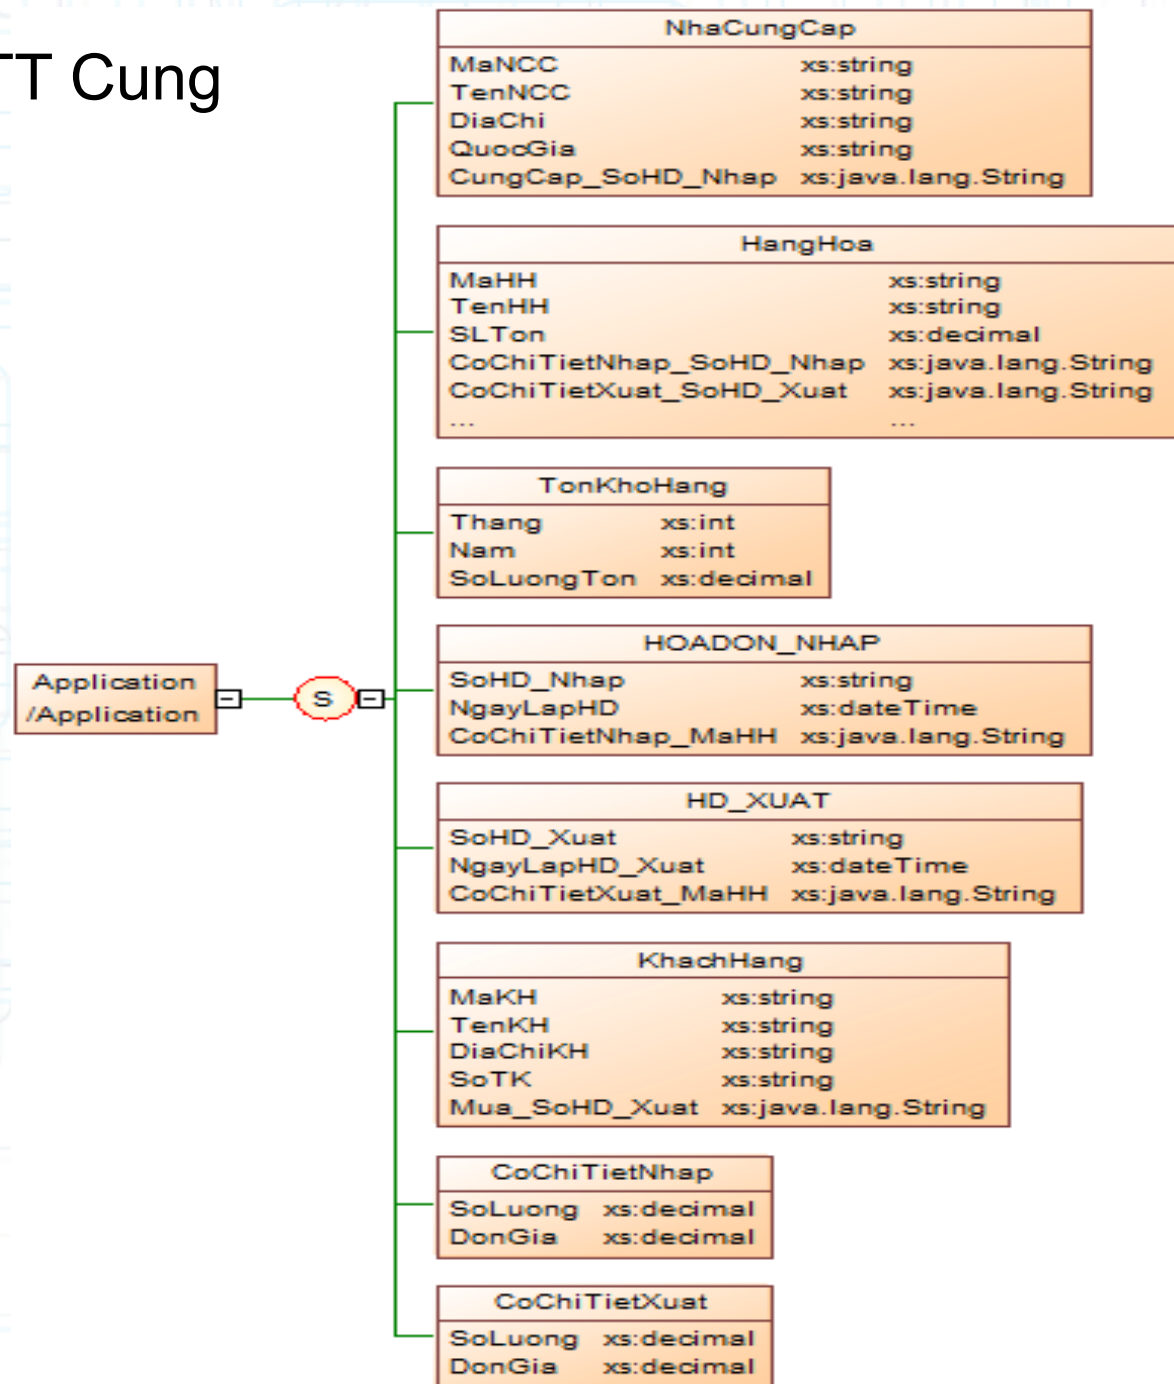 TT Cung
NhaCungCap
MaNCC xs:string
TenNCC xs:string
DiaChi xs:string
QuocGia xs:string
CungCap_SoHD_Nhap xs:java.lang.String
HangHoa
MaHH xs:string
TenHH xs:string
SLTon xs:decimal
CoChiTietNhap_SoHD_Nhap xs:java.lang.String
CoChiTietXuat_SoHD_Xuat xs:java.lang.String
... ...
TonKhoHang
Thang xs:int
Nam xs:int
SoLuongTon xs:decimal
HOADON_NHAP
SoHD_Nhap xs:string
NgayLapHD xs:dateTime
CoChiTietNhap_MaHH xs:java.lang.String
Application
/Application
S
HD_XUAT
SoHD_Xuat xs:string
NgayLapHD_Xuat xs:dateTime
CoChiTietXuat_MaHH xs:java.lang.String
KhachHang
MaKH xs:string
TenKH xs:string
DiaChiKH xs:string
SoTK xs:string
Mua_SoHD_Xuat xs:java.lang.String
CoChiTietNhap
SoLuong xs:decimal
DonGia xs:decimal
CoChiTietXuat
SoLuong xs:decimal
DonGia xs:decimal